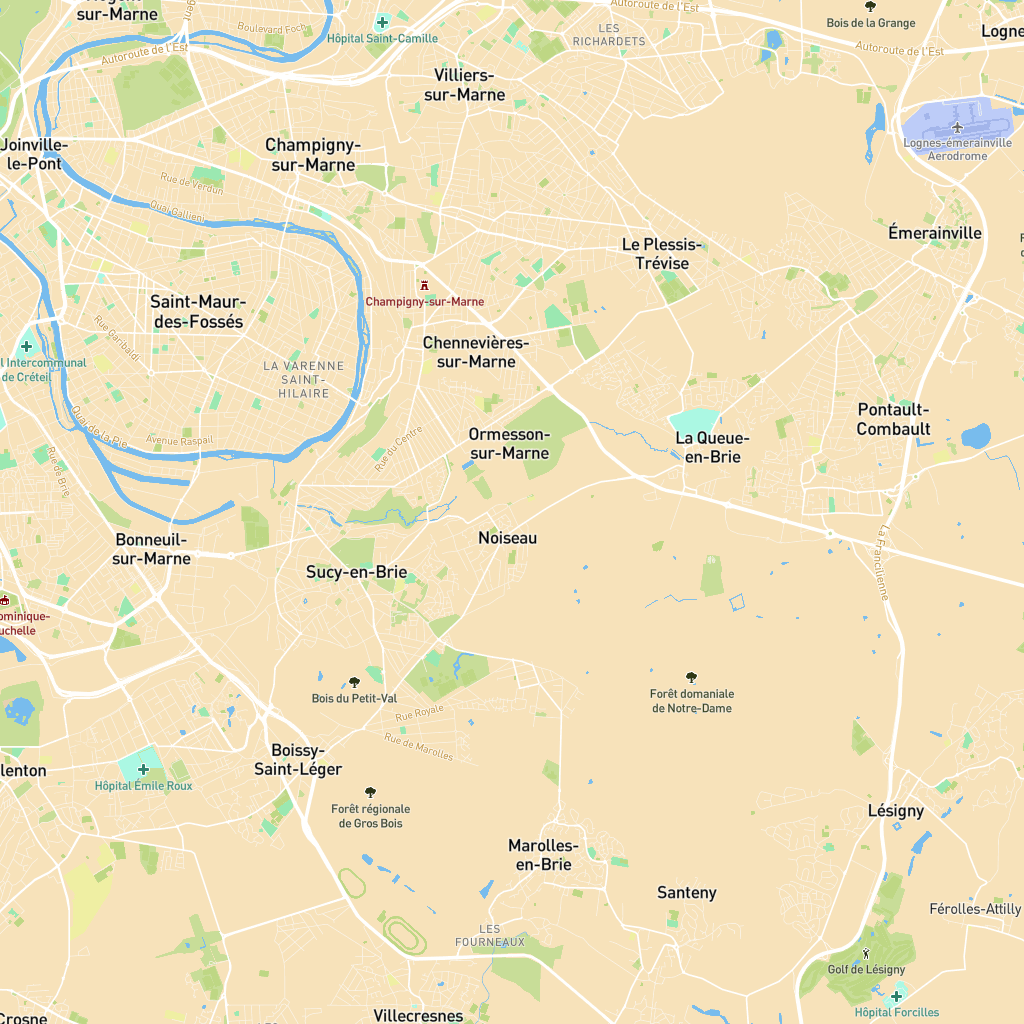 sur-Marne
Boulevard Foch
Autoroute de l'Est
Hôpital Saint-Camille
LES
RICHARDETS
Autoroute de l'Est
Bois de la Grange
Autoroute de l'Est
Villiers-
sur-Marne
Joinville-
le-Pont
Champigny-
sur-Marne
Lognes-émerainville
Aerodrome
Rue de Verdun
Quai Gallieni
Émerainville
Le Plessis-
Trévise
Champigny-sur-Marne
Saint-Maur-
des-Fossés
Rue Garibaldi
Chennevières-
sur-Marne
Intercommunal
de Créteil
LA VARENNE
SAINT-
HILAIRE
Quai de la Pie
Avenue Raspail
Rue du Centre
Ormesson-
sur-Marne
La Queue-
en-Brie
Pontault-
Combault
Rue de Brie
Noiseau
Bonneuil-
sur-Marne
Sucy-en-Brie
La Francilienne
Bois du Petit-Val
Forêt domaniale
de Notre-Dame
Rue Royale
Rue de Marolles
Boissy-
Saint-Léger
Hôpital Émile Roux
Forêt régionale
de Gros Bois
Lésigny
Marolles-
en-Brie
Santeny
Férolles-Attilly
LES
FOURNEAUX
Golf de Lésigny
Hôpital Forcilles
Villecresnes